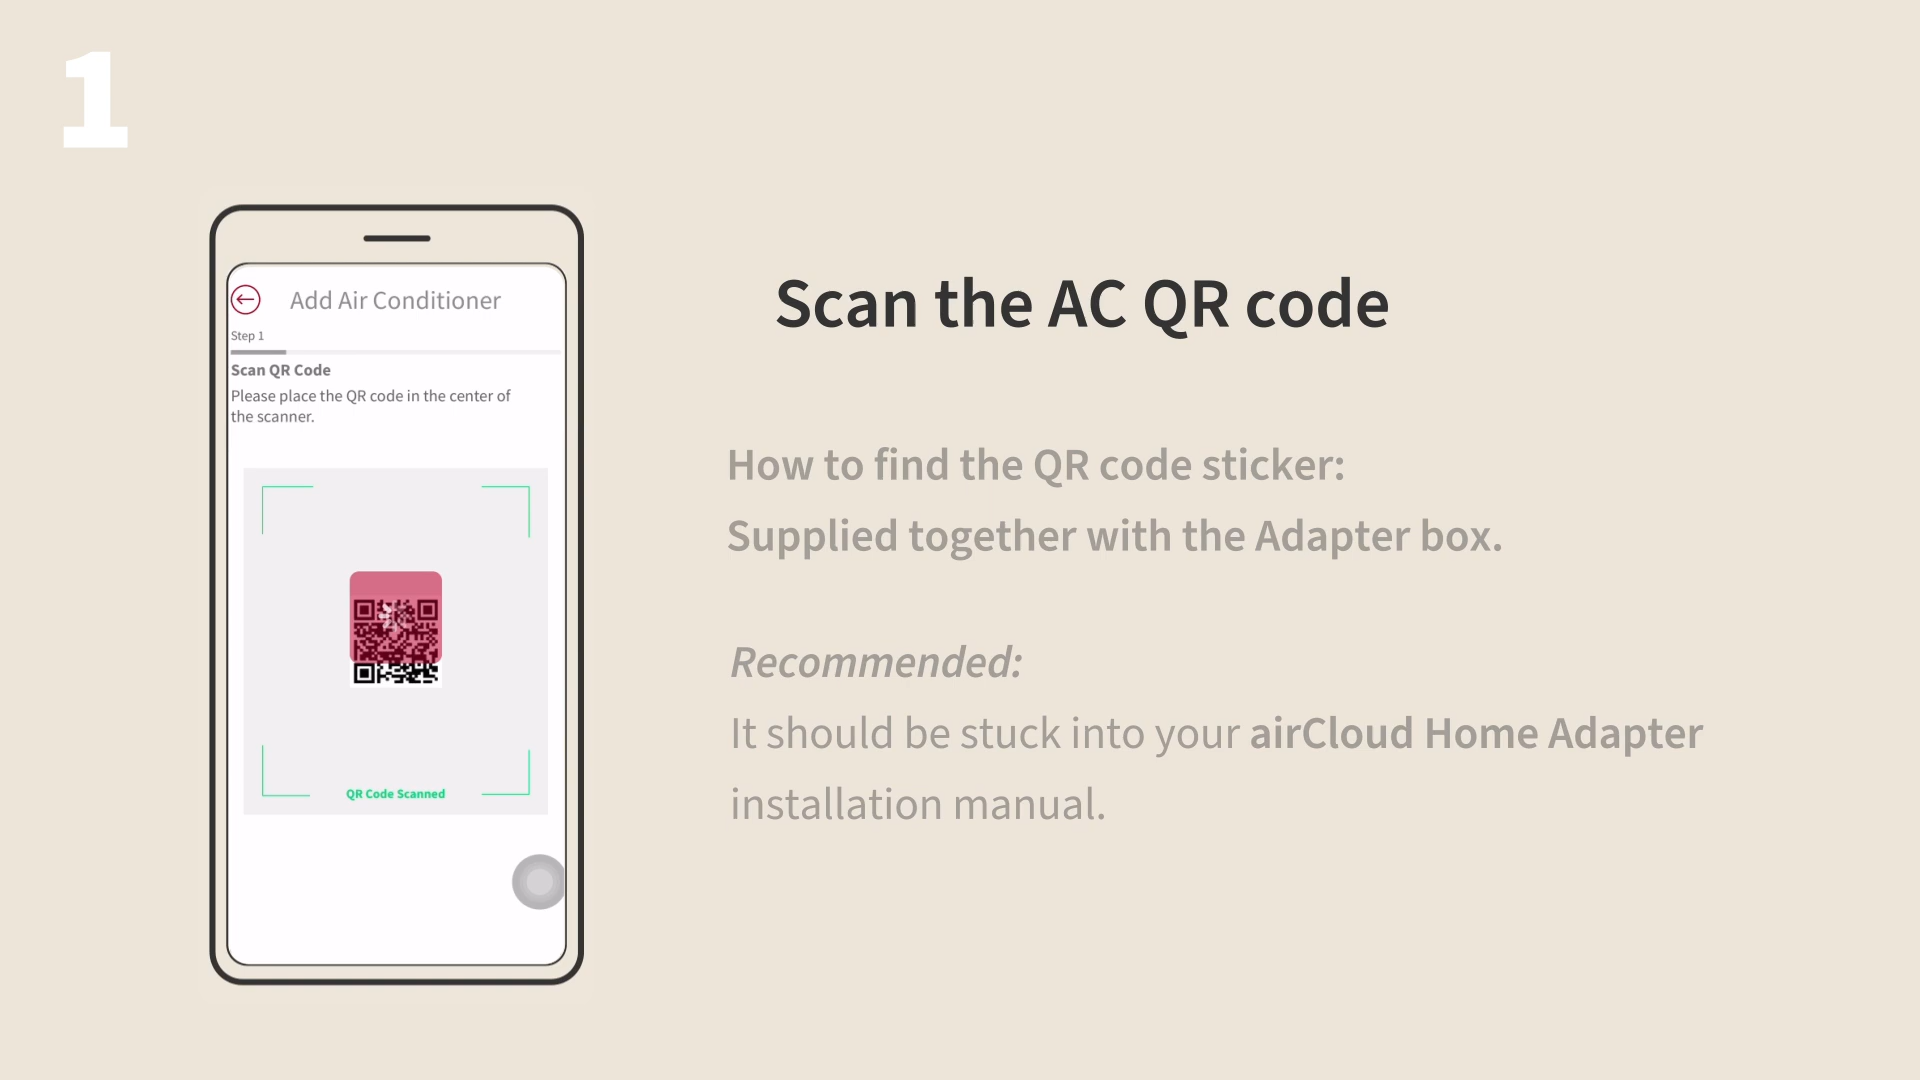 1
Add Air Conditioner
Step 1
Scan QR Code
Please place the QR code in the center of
the scanner.
QR Code Scanned
Scan the AC QR code
How to find the QR code sticker:
Supplied together with the Adapter box.
Recommended:
It should be stuck into your airCloud Home Adapter
installation manual.